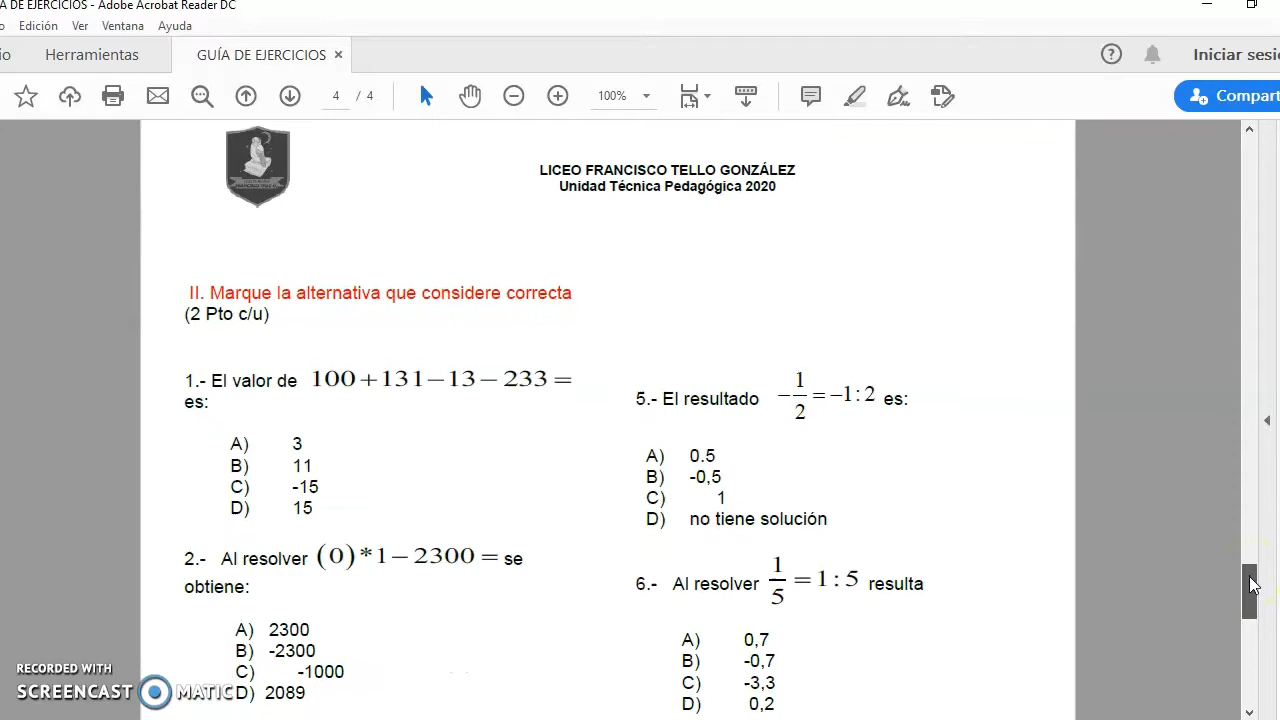 A DE EJERCICIOS - Adobe Acrobat Reader DC
o Edición Ver Ventana Ayuda
io Herramientas GUÍA DE EJERCICIOS × Iniciar sesi
4 / 4 100% Compart
LICEO FRANCISCO TELLO GONZÁLEZ
Unidad Técnica Pedagógica 2020
II. Marque la alternativa que considere correcta
(2 Pto c/u)
1.- El valor de 100+131−13−233 =
es:
A) 3
B) 11
C) -15
D) 15
2.- Al resolver (0)*1−2300 = se
obtiene:
A) 2300
B) -2300
C) -1000
D) 2089
5.- El resultado −1/2 = −1:2 es:
A) 0.5
B) -0,5
C) 1
D) no tiene solución
6.- Al resolver 1/5 = 1:5 resulta
A) 0,7
B) -0,7
C) -3,3
D) 0,2
RECORDED WITH
SCREENCAST MATIC